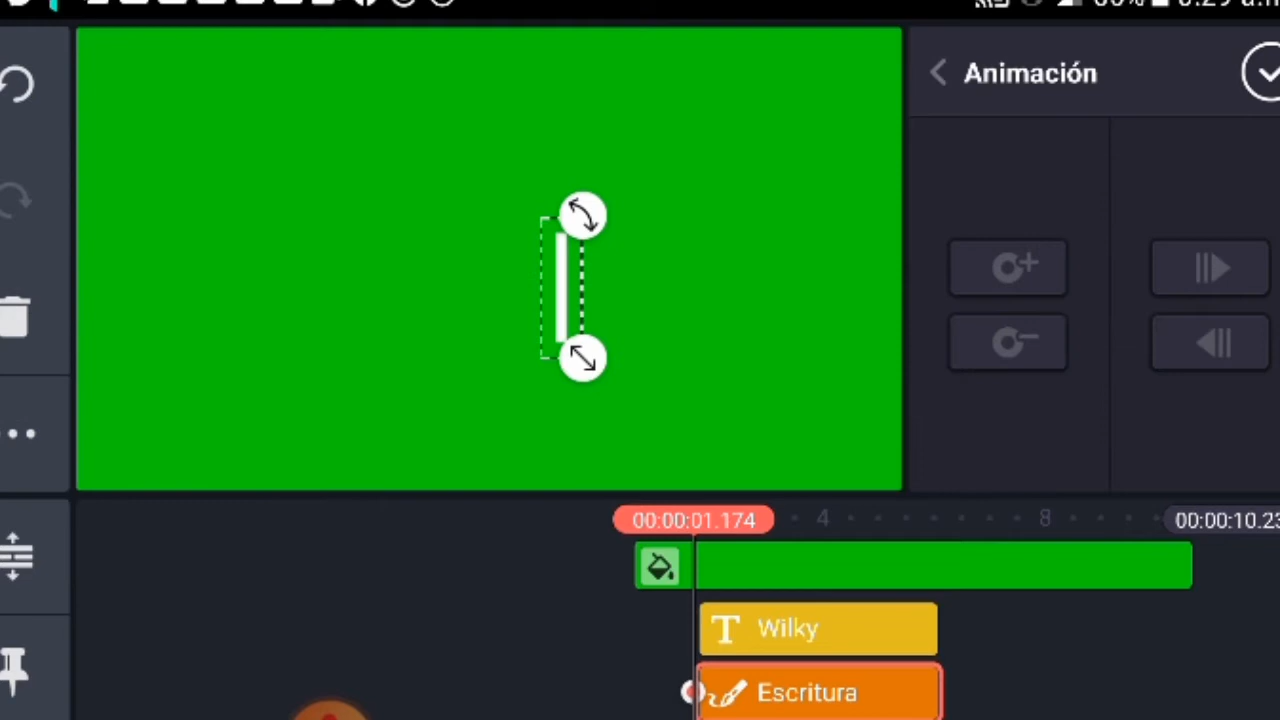 Animación
00:00:01.174
4
8
00:00:10.23
T Wilky
Escritura